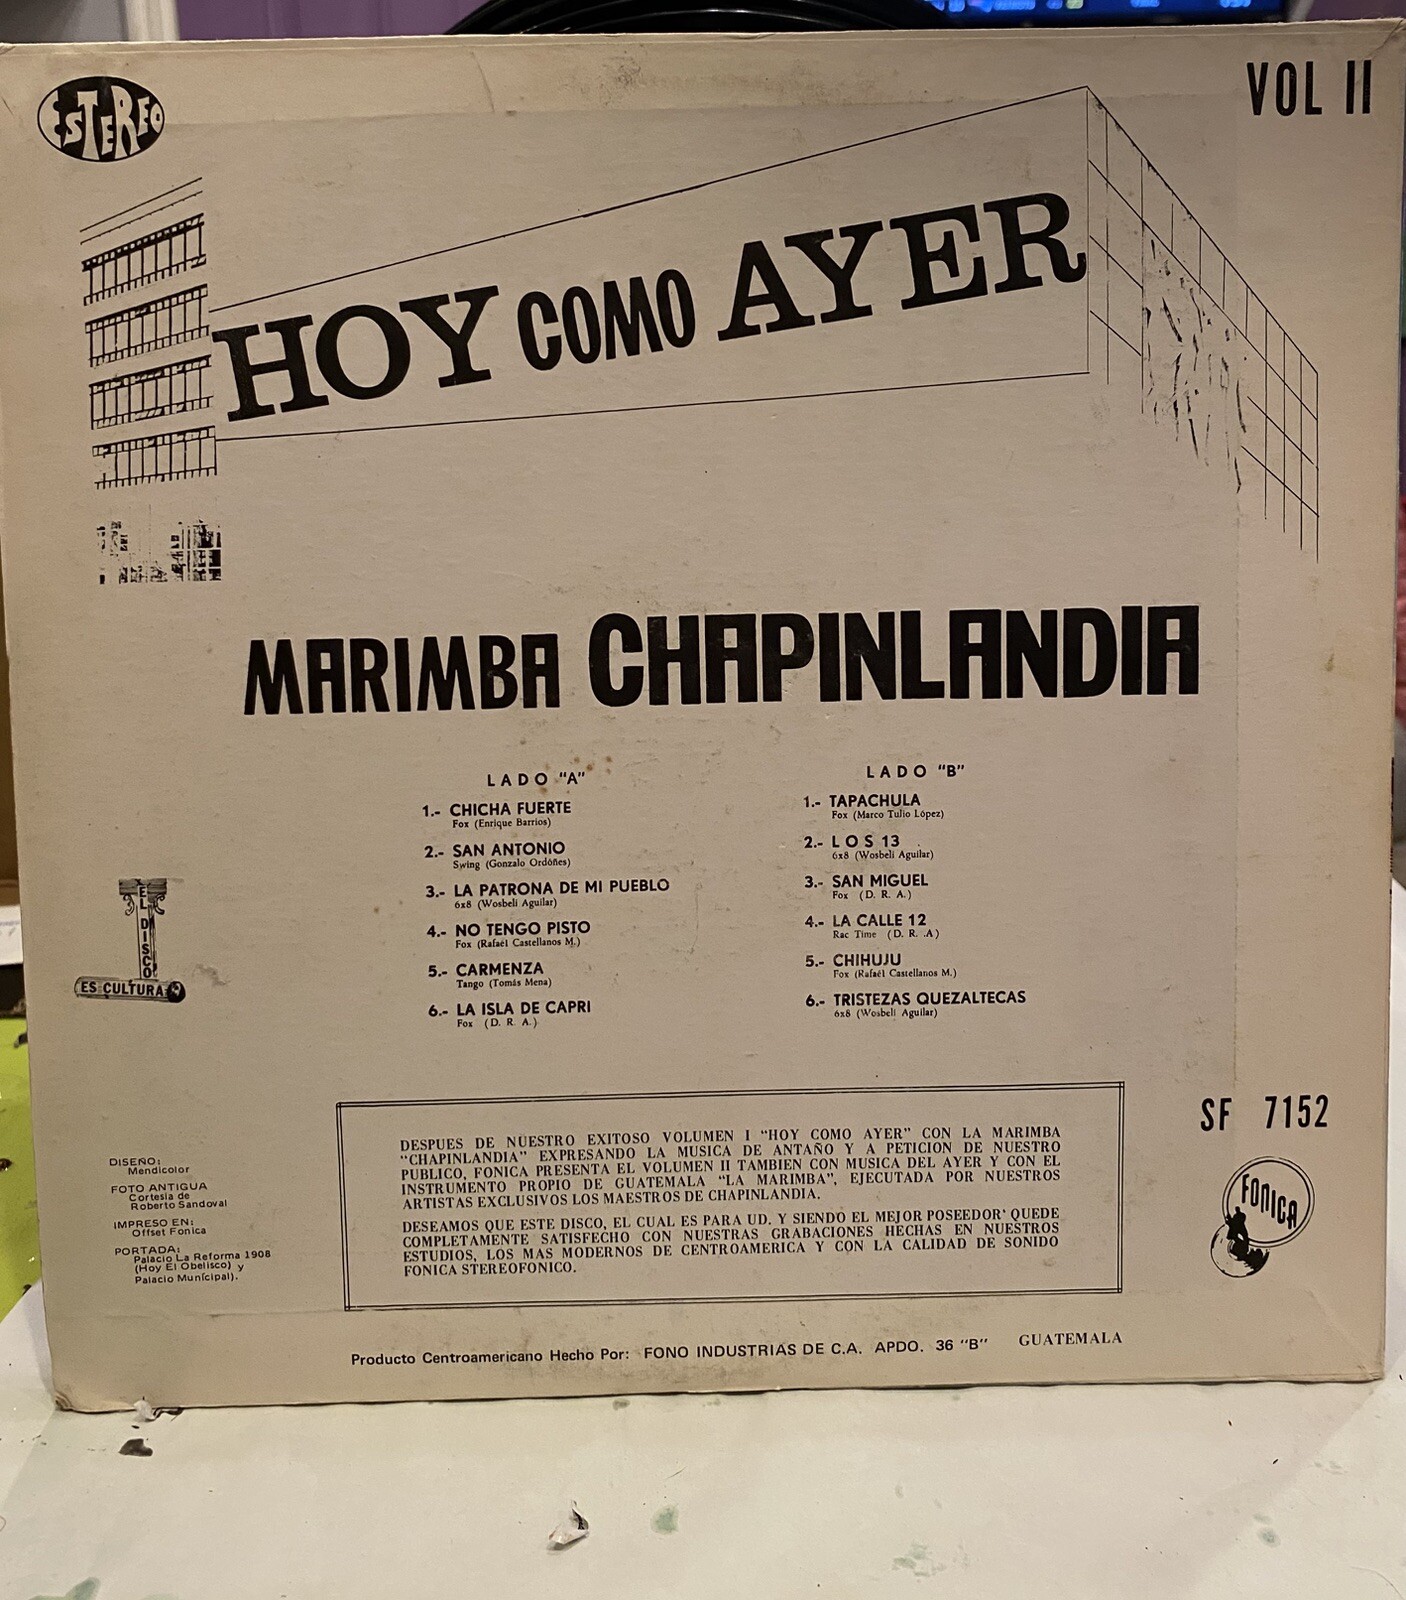 ESTEREO
VOL II
HOY COMO AYER
MARIMBA CHAPINLANDIA
LADO "A"
1.- CHICHA FUERTE
Fox (Enrique Barrios)
2.- SAN ANTONIO
Swing (Gonzalo Ordóñes)
3.- LA PATRONA DE MI PUEBLO
6x8 (Wosbelí Aguilar)
4.- NO TENGO PISTO
Fox (Rafaél Castellanos M.)
5.- CARMENZA
Tango (Tomás Mena)
6.- LA ISLA DE CAPRI
Fox (D. R. A.)
LADO "B"
1.- TAPACHULA
Fox (Marco Tulio López)
2.- LOS 13
6x8 (Wosbelí Aguilar)
3.- SAN MIGUEL
Fox (D. R. A.)
4.- LA CALLE 12
Rac Time (D. R. .A)
5.- CHIHUJU
Fox (Rafaél Castellanos M.)
6.- TRISTEZAS QUEZALTECAS
6x8 (Wosbelí Aguilar)
EL DISCO
ES CULTURA
DISEÑO:
Mendicolor
FOTO ANTIGUA
Cortesía de
Roberto Sandoval
IMPRESO EN:
Offset Fonica
PORTADA:
Palacio La Reforma 1908
(Hoy El Obelisco) y
Palacio Munícipal).
DESPUES DE NUESTRO EXITOSO VOLUMEN I "HOY COMO AYER" CON LA MARIMBA
"CHAPINLANDIA" EXPRESANDO LA MUSICA DE ANTAÑO Y A PETICION DE NUESTRO
PUBLICO, FONICA PRESENTA EL VOLUMEN II TAMBIEN CON MUSICA DEL AYER Y CON EL
INSTRUMENTO PROPIO DE GUATEMALA "LA MARIMBA", EJECUTADA POR NUESTROS
ARTISTAS EXCLUSIVOS LOS MAESTROS DE CHAPINLANDIA.
DESEAMOS QUE ESTE DISCO, EL CUAL ES PARA UD. Y SIENDO EL MEJOR POSEEDOR' QUEDE
COMPLETAMENTE SATISFECHO CON NUESTRAS GRABACIONES HECHAS EN NUESTROS
ESTUDIOS, LOS MAS MODERNOS DE CENTROAMERICA Y CON LA CALIDAD DE SONIDO
FONICA STEREOFONICO.
SF 7152
FONICA
Producto Centroamericano Hecho Por: FONO INDUSTRIAS DE C.A. APDO. 36 "B" GUATEMALA